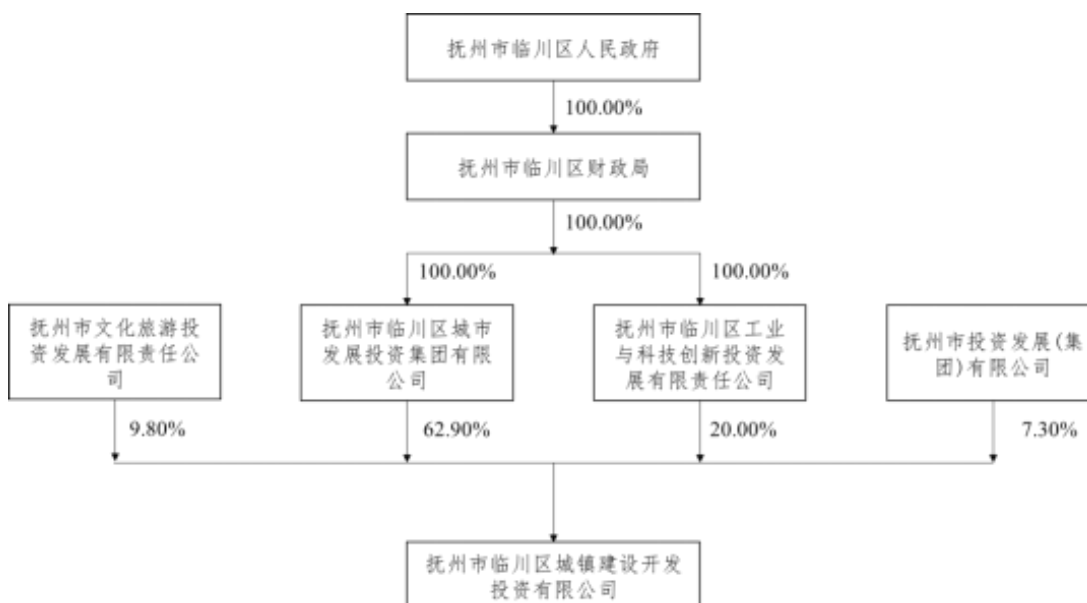 抚州市临川区人民政府
100.00%
抚州市临川区财政局
100.00%
100.00%
100.00%
抚州市文化旅游投
资发展有限责任公
司
抚州市临川区城市
发展投资集团有限
公司
抚州市临川区工业
与科技创新投资发
展有限责任公司
抚州市投资发展(集
团)有限公司
9.80%
62.90%
20.00%
7.30%
抚州市临川区城镇建设开发
投资有限公司